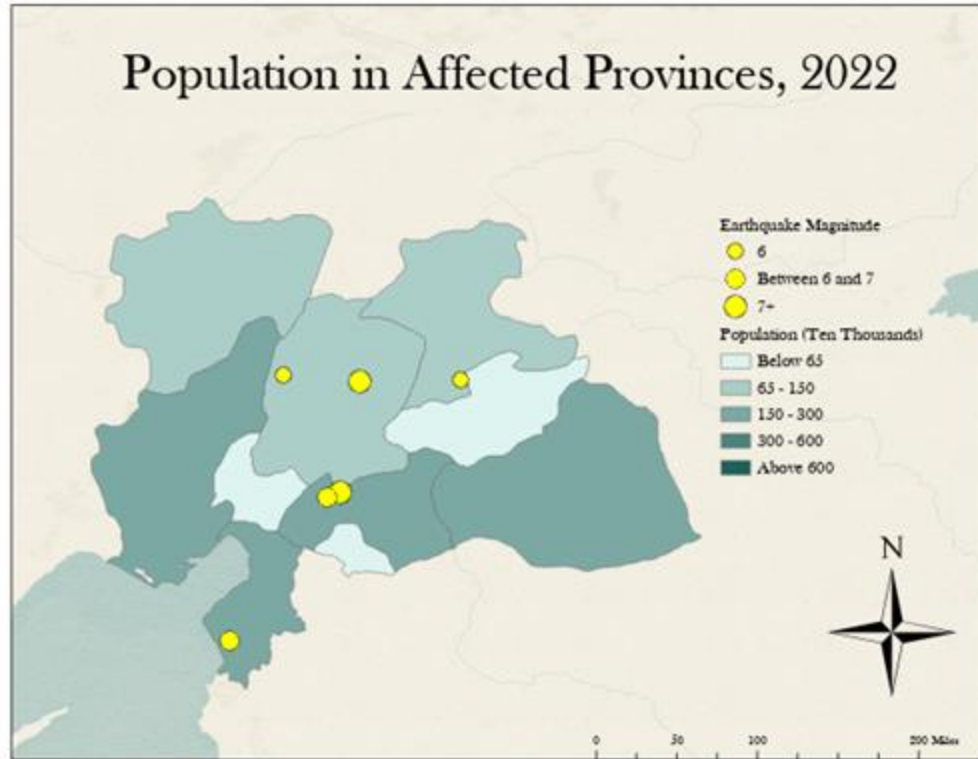 Population in Affected Provinces, 2022
Earthquake Magnitude
6
Between 6 and 7
7+
Population (Ten Thousands)
Below 65
65 - 150
150 - 300
300 - 600
Above 600
N
0 50 100 200 Miles